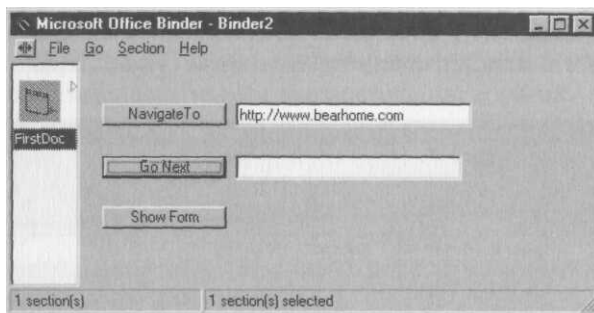 Microsoft Office Binder - Binder2
File Go Section Help
NavigateTo http://www.bearhome.com
FirstDoc
Go Next
Show Form
1 section(s) 1 section(s) selected